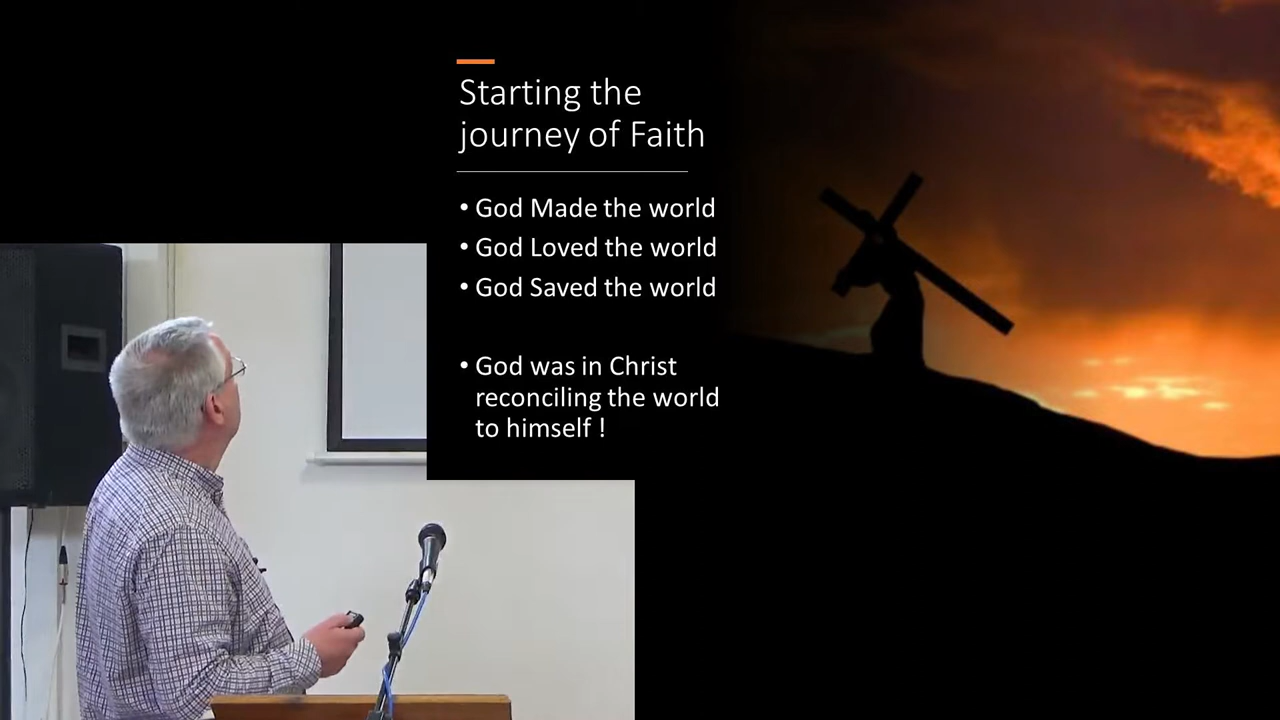 Starting the
journey of Faith
• God Made the world
• God Loved the world
• God Saved the world
• God was in Christ
reconciling the world
to himself !